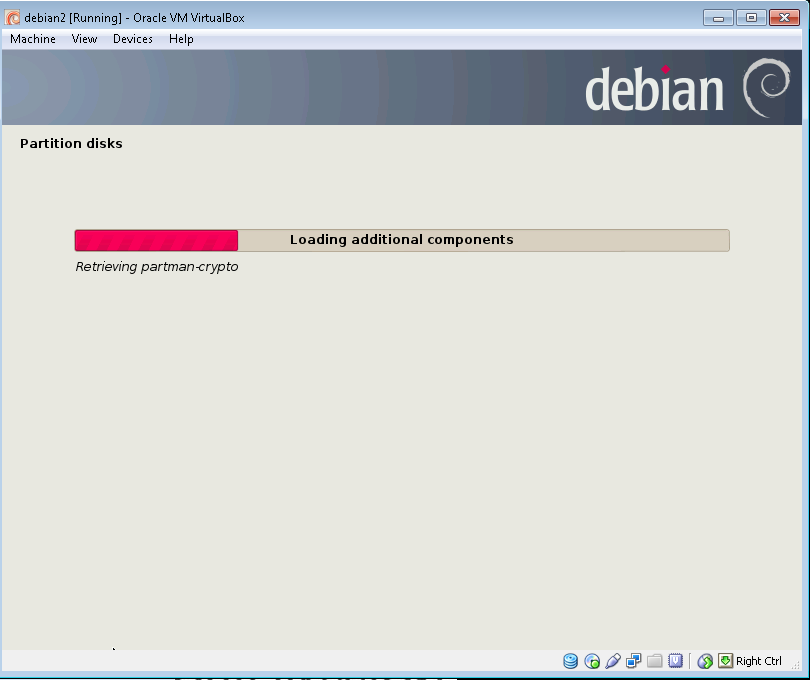 debian2 [Running] - Oracle VM VirtualBox
Machine View Devices Help
debian
Partition disks
Loading additional components
Retrieving partman-crypto
Right Ctrl